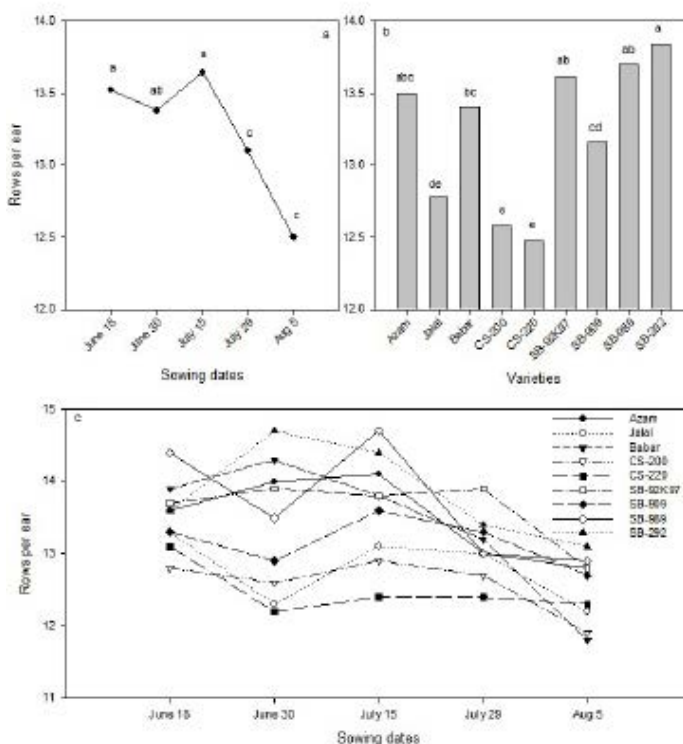 14.0
a
a
a
ab
13.5
g
13.0
c
12.5
12.0
Rows per ear
June 15
June 30
July 15
July 29
Aug 5
Sowing dates
14.0
b
a
ab
ab
abc
bc
13.5
cd
13.0
de
e
e
12.5
12.0
Azam
Jalal
Babar
CS-200
CS-220
SB-92K97
SB-909
SB-989
SB-292
Varieties
15
c
Azam
Jalal
Babar
CS-200
CS-220
SB-92K97
SB-909
SB-989
SB-292
14
13
12
11
Rows per ear
June 15
June 30
July 15
July 29
Aug.5
Sowing dates